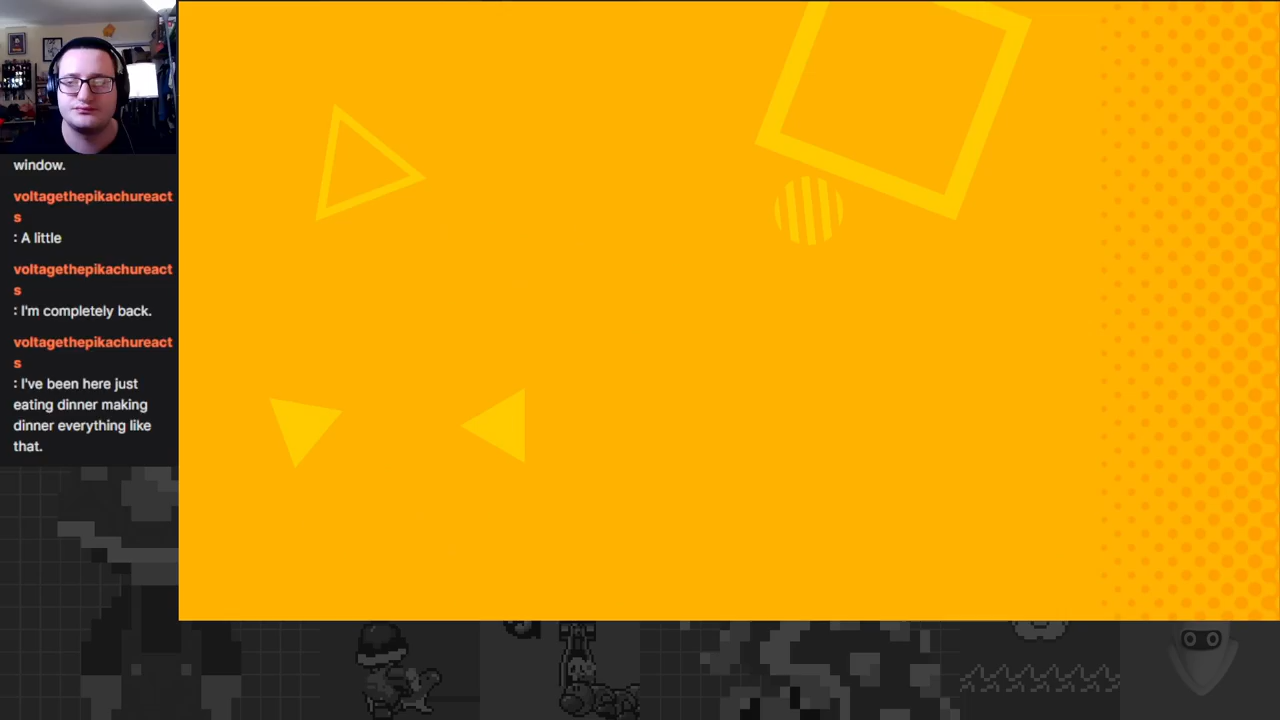 window.
voltagethepikachureact
s
: A little
voltagethepikachureact
s
: I'm completely back.
voltagethepikachureact
s
: I've been here just
eating dinner making
dinner everything like
that.